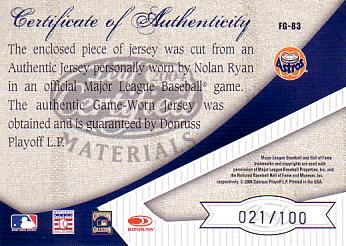 Certificate of Authenticity
FG-83
The enclosed piece of jersey was cut from
an Authentic Jersey personally worn by Nolan Ryan
in an official Major League Baseball® game.
The authentic Game-Worn Jersey was
obtained and is guaranteed by Donruss
Playoff L.P.
Astros
MATERIALS
Major League Baseball and Hall of Fame
trademarks and copyrights are used with
permission of Major League Baseball Properties, Inc. and
the National Baseball Hall of Fame and Museum, Inc.
© 2004 Donruss Playoff L.P. Printed in the USA.
DONRUSS
021/100